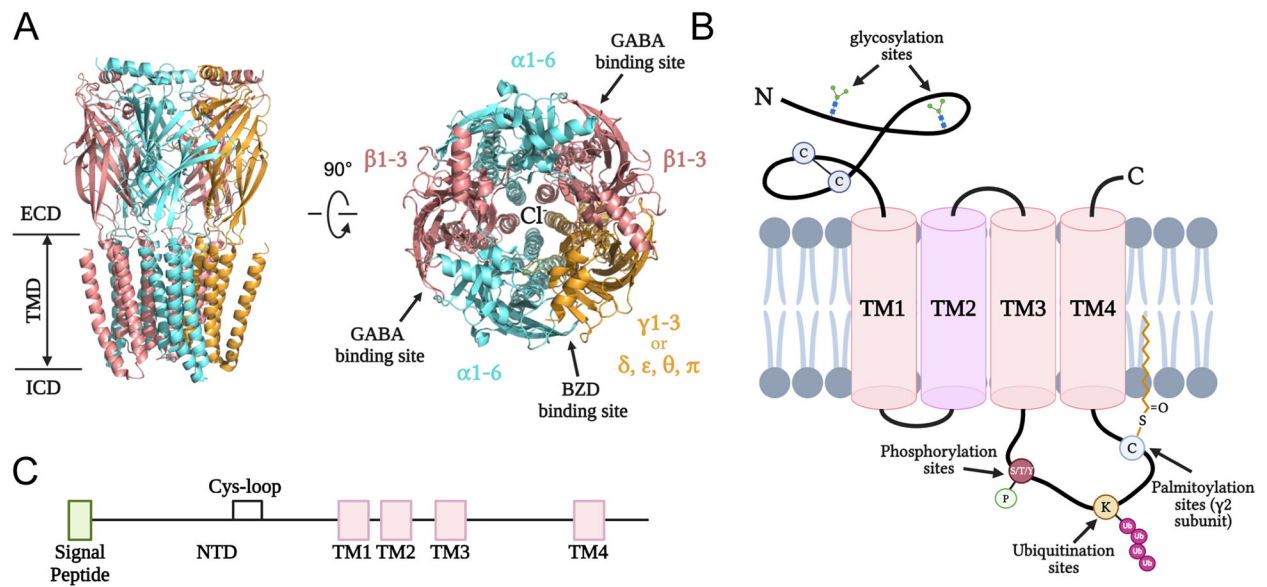 A
ECD
TMD
ICD
90°
α1-6
GABA
binding site
β1-3
β1-3
Cl⁻
GABA
binding site
α1-6
BZD
binding site
γ1-3
or
δ, ε, θ, π
B
glycosylation
sites
N
C
C
C
TM1
TM2
TM3
TM4
=O
S
C
Phosphorylation
sites
S/T/Y
P
Palmitoylation
sites (γ2
subunit)
K
Ubiquitination
sites
Ub
Ub
Ub
Ub
C
Cys-loop
Signal
Peptide
NTD
TM1
TM2
TM3
TM4